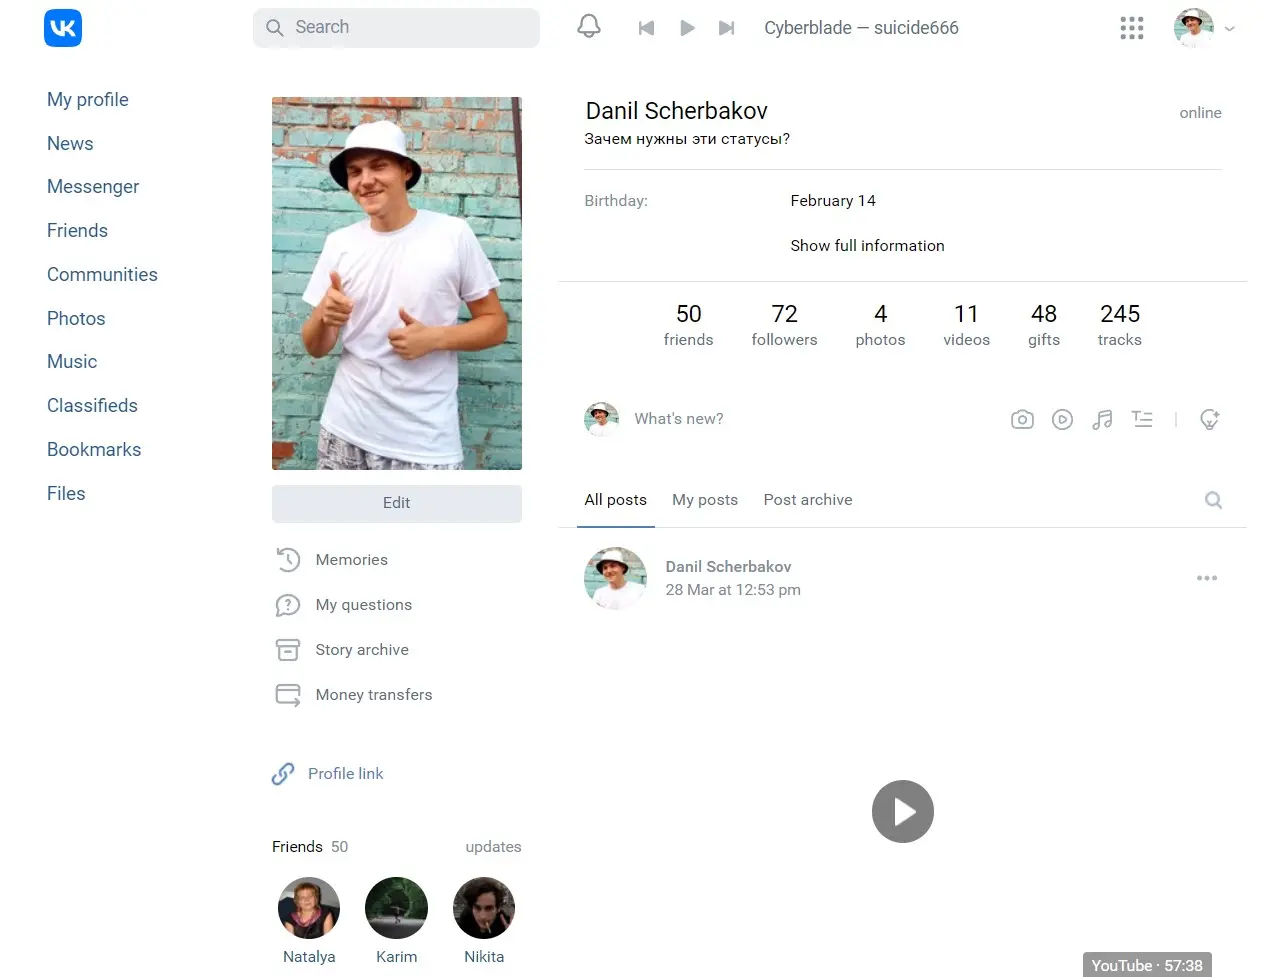 VK
Search
Cyberblade — suicide666
My profile
News
Messenger
Friends
Communities
Photos
Music
Classifieds
Bookmarks
Files
Edit
Memories
My questions
Story archive
Money transfers
Profile link
Friends 50 updates
Natalya Karim Nikita
Danil Scherbakov
online
Зачем нужны эти статусы?
Birthday: February 14
Show full information
50 72 4 11 48 245
friends followers photos videos gifts tracks
What's new?
All posts My posts Post archive
Danil Scherbakov
28 Mar at 12:53 pm
YouTube · 57:38